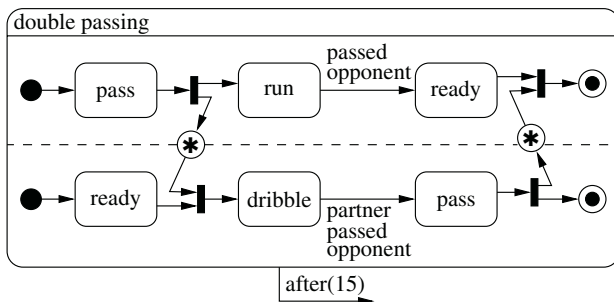 double passing
pass
run
passed
opponent
ready
*
*
ready
dribble
partner
passed
opponent
pass
after(15)